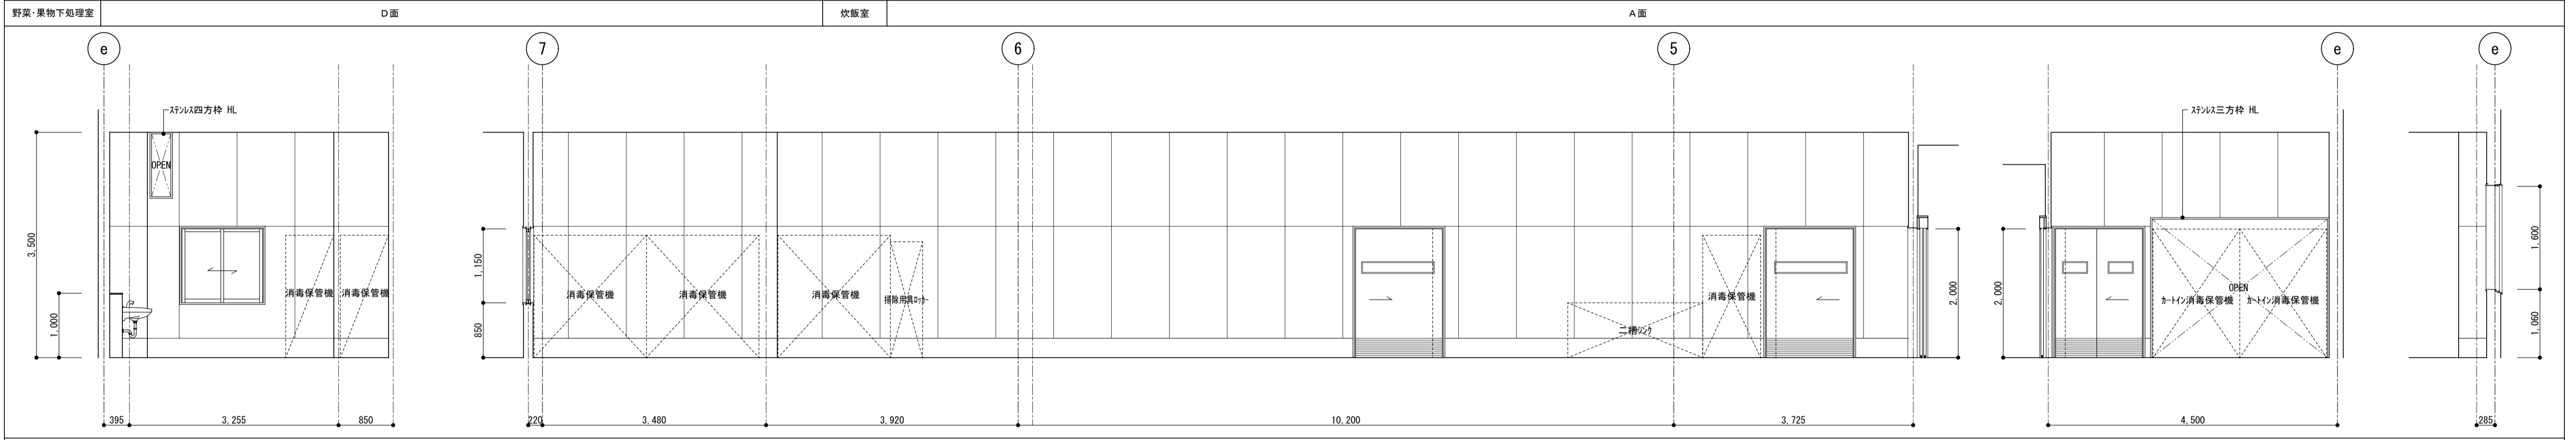 野菜・果物下処理室
D面
炊飯室
A面
e
7
6
5
e
e
ステンレス四方枠 HL
ステンレス三方枠 HL
OPEN
3,500
1,000
消毒保管機
消毒保管機
1,150
850
消毒保管機
消毒保管機
消毒保管機
掃除用具ロッカー
二槽シンク
消毒保管機
2,000
2,000
OPEN
カートイン消毒保管機
カートイン消毒保管機
1,600
1,060
395
3,255
850
220
3,480
3,920
10,200
3,725
4,500
285